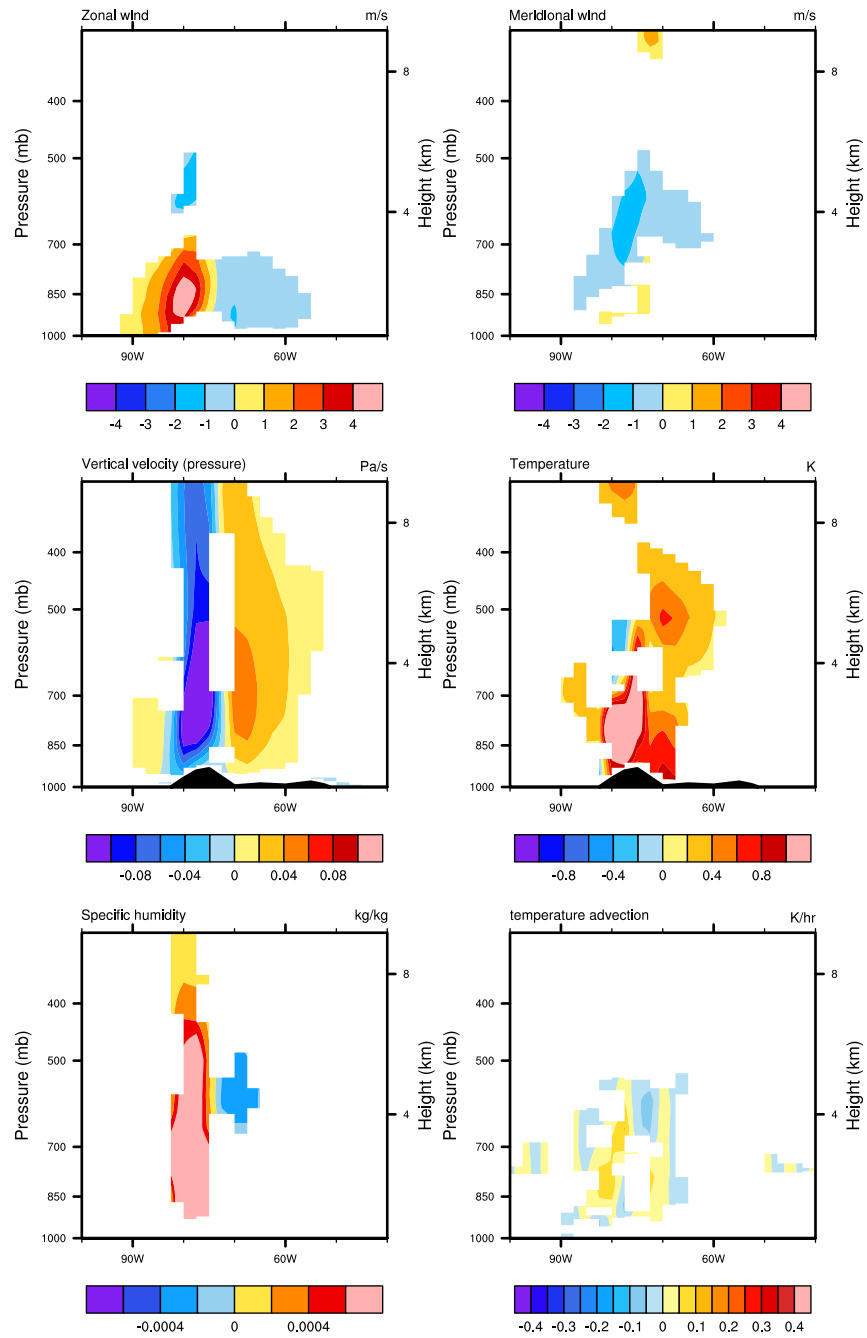 Zonal wind m/s
Pressure (mb)
400
500
700
850
1000
8
4
Height (km)
90W 60W
-4 -3 -2 -1 0 1 2 3 4
Meridional wind m/s
Pressure (mb)
400
500
700
850
1000
8
4
Height (km)
90W 60W
-4 -3 -2 -1 0 1 2 3 4
Vertical velocity (pressure) Pa/s
Pressure (mb)
400
500
700
850
1000
8
4
Height (km)
90W 60W
-0.08 -0.04 0 0.04 0.08
Temperature K
Pressure (mb)
400
500
700
850
1000
8
4
Height (km)
90W 60W
-0.8 -0.4 0 0.4 0.8
Specific humidity kg/kg
Pressure (mb)
400
500
700
850
1000
8
4
Height (km)
90W 60W
-0.0004 0 0.0004
temperature advection K/hr
Pressure (mb)
400
500
700
850
1000
8
4
Height (km)
90W 60W
-0.4 -0.3 -0.2 -0.1 0 0.1 0.2 0.3 0.4